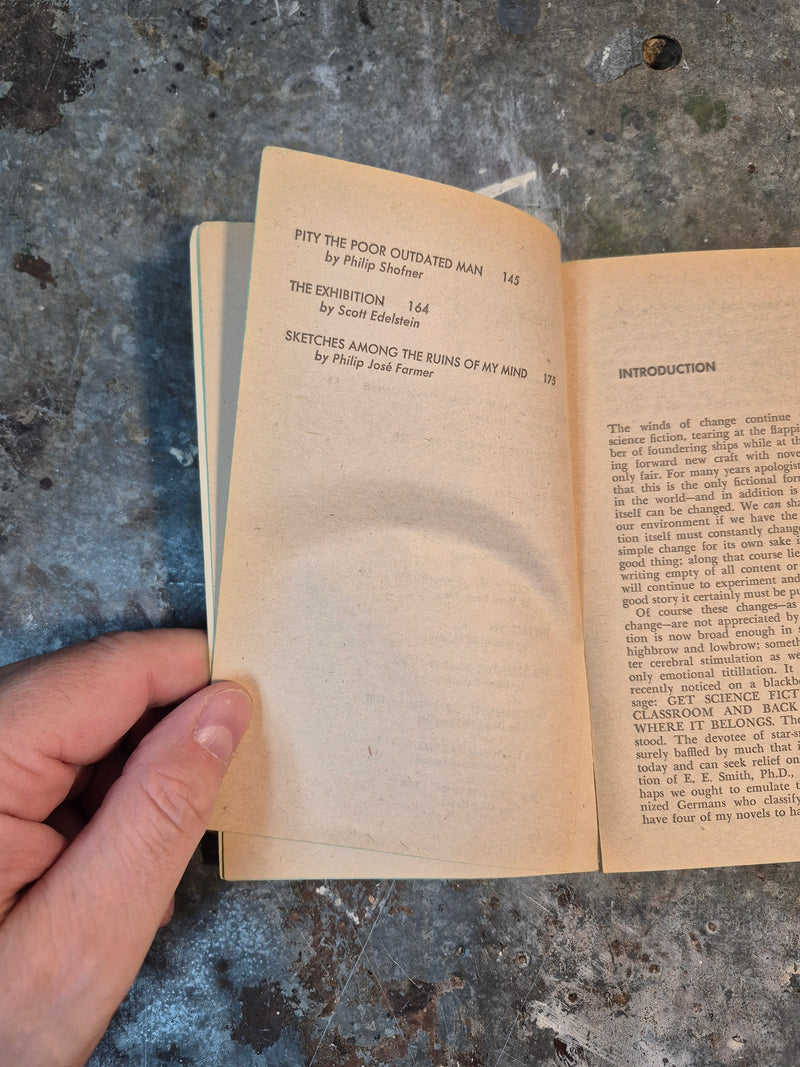 PITY THE POOR OUTDATED MAN 145
by Philip Shofner
THE EXHIBITION 164
by Scott Edelstein
SKETCHES AMONG THE RUINS OF MY MIND 175
by Philip José Farmer
INTRODUCTION
The winds of change continue
science fiction, tearing at the flappi
ber of foundering ships while at th
ing forward new craft with nove
only fair. For many years apologist
that this is the only fictional for
in the world—and in addition is
itself can be changed. We can sha
our environment if we have the
tion itself must constantly chang
simple change for its own sake i
good thing; along that course lie
writing empty of all content or
will continue to experiment and
good story it certainly must be pu
Of course these changes—as
change—are not appreciated by
tion is now broad enough in s
highbrow and lowbrow; someth
ter cerebral stimulation as we
only emotional titillation. It
recently noticed on a blackb
sage: GET SCIENCE FICT
CLASSROOM AND BACK
WHERE IT BELONGS. The
stood. The devotee of star-s
surely baffled by much that i
today and can seek relief on
tion of E. E. Smith, Ph.D.,
haps we ought to emulate t
nized Germans who classify
have four of my novels to ha